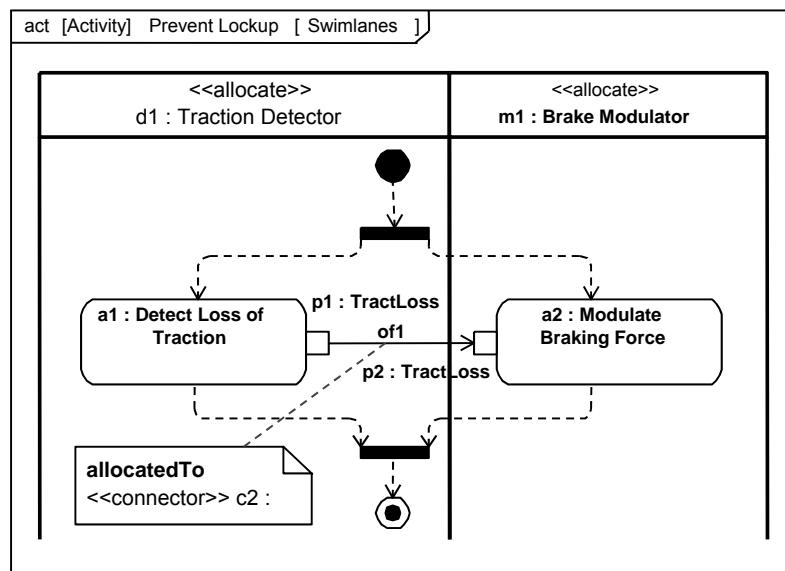 act [Activity] Prevent Lockup [ Swimlanes ]
<<allocate>>
d1 : Traction Detector
<<allocate>>
m1 : Brake Modulator
a1 : Detect Loss of
Traction
p1 : TractLoss
of1
p2 : TractLoss
a2 : Modulate
Braking Force
allocatedTo
<<connector>> c2 :